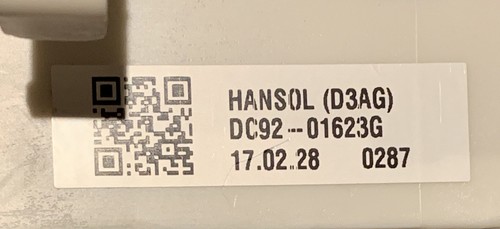 HANSOL (D3AG)
DC92-01623G
17.02.28 0287